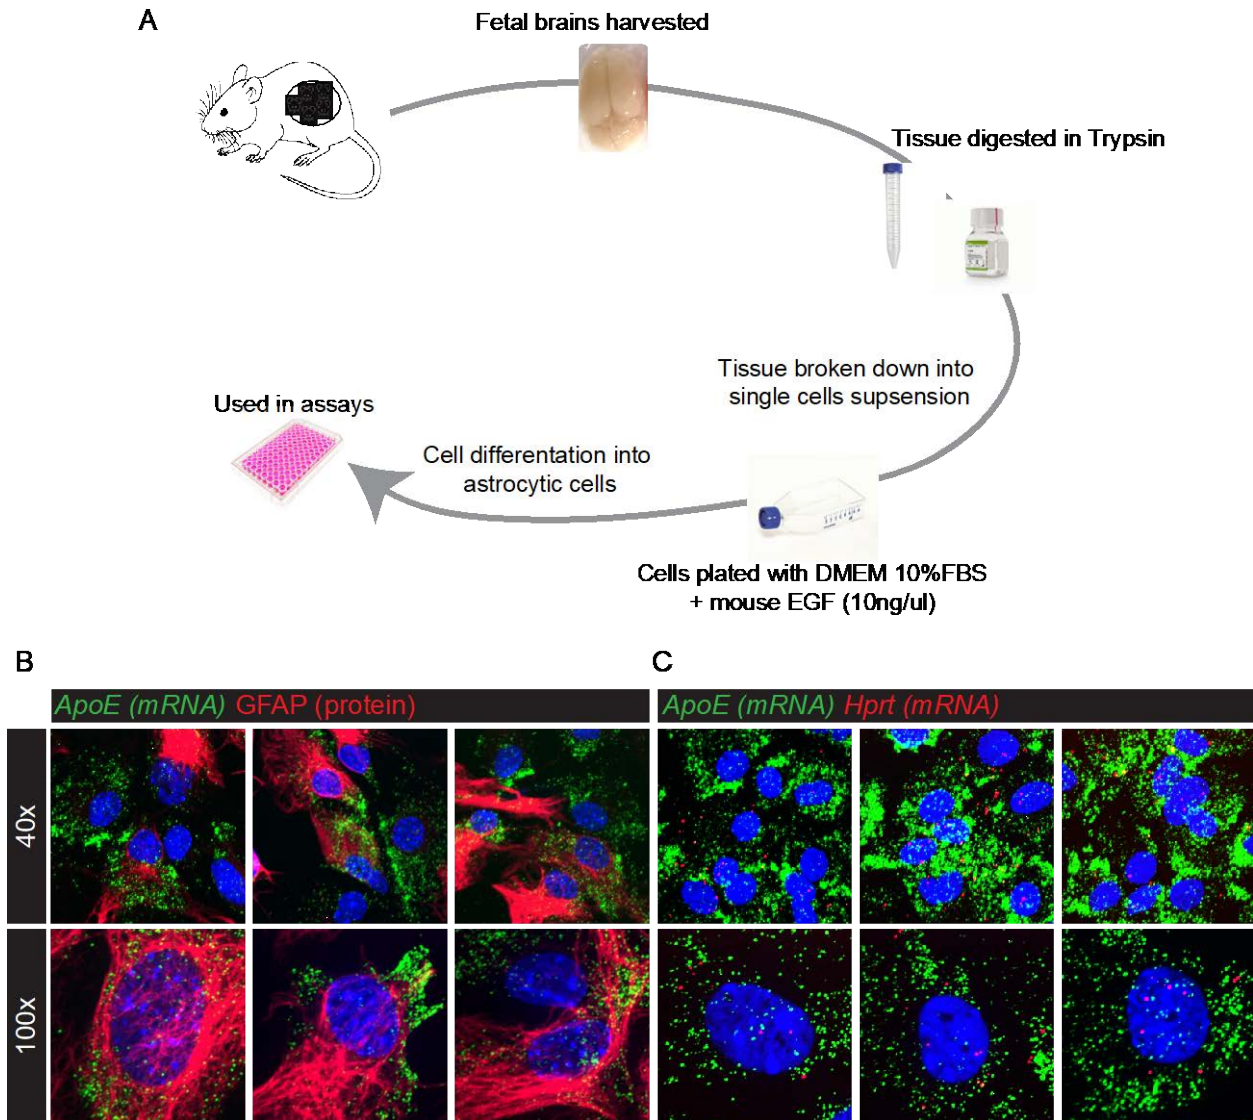 A
Fetal brains harvested
Tissue digested in Trypsin
Tissue broken down into
single cells supsension
Used in assays
Cell differentation into
astrocytic cells
Cells plated with DMEM 10%FBS
+ mouse EGF (10ng/ul)
B
ApoE (mRNA) GFAP (protein)
40x
100x
C
ApoE (mRNA) Hprt (mRNA)